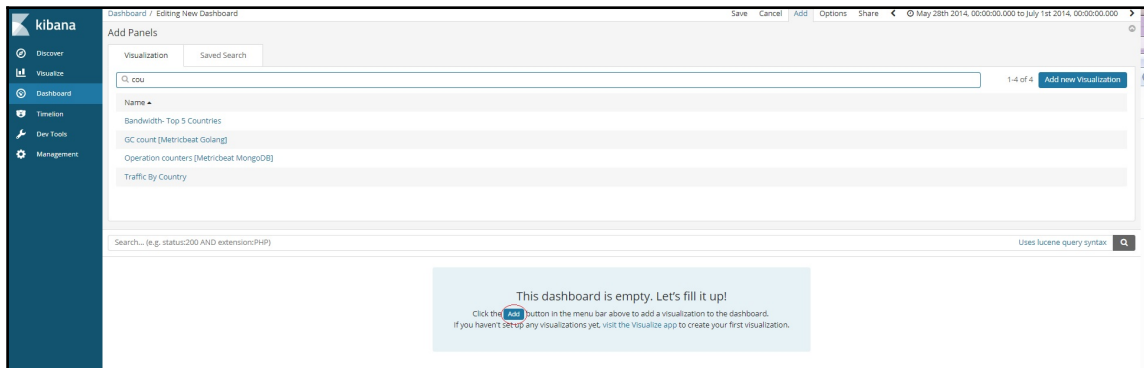 kibana
Discover
Visualize
Dashboard
Timelion
Dev Tools
Management
Dashboard / Editing New Dashboard
Save Cancel Add Options Share May 28th 2014, 00:00:00.000 to July 1st 2014, 00:00:00.000
Add Panels
Visualization Saved Search
cou
1-4 of 4 Add new Visualization
Name
Bandwidth- Top 5 Countries
GC count [Metricbeat Golang]
Operation counters [Metricbeat MongoDB]
Traffic By Country
Search... (e.g. status:200 AND extension:PHP) Uses lucene query syntax
This dashboard is empty. Let's fill it up!
Click the Add button in the menu bar above to add a visualization to the dashboard.
If you haven't set up any visualizations yet, visit the Visualize app to create your first visualization.